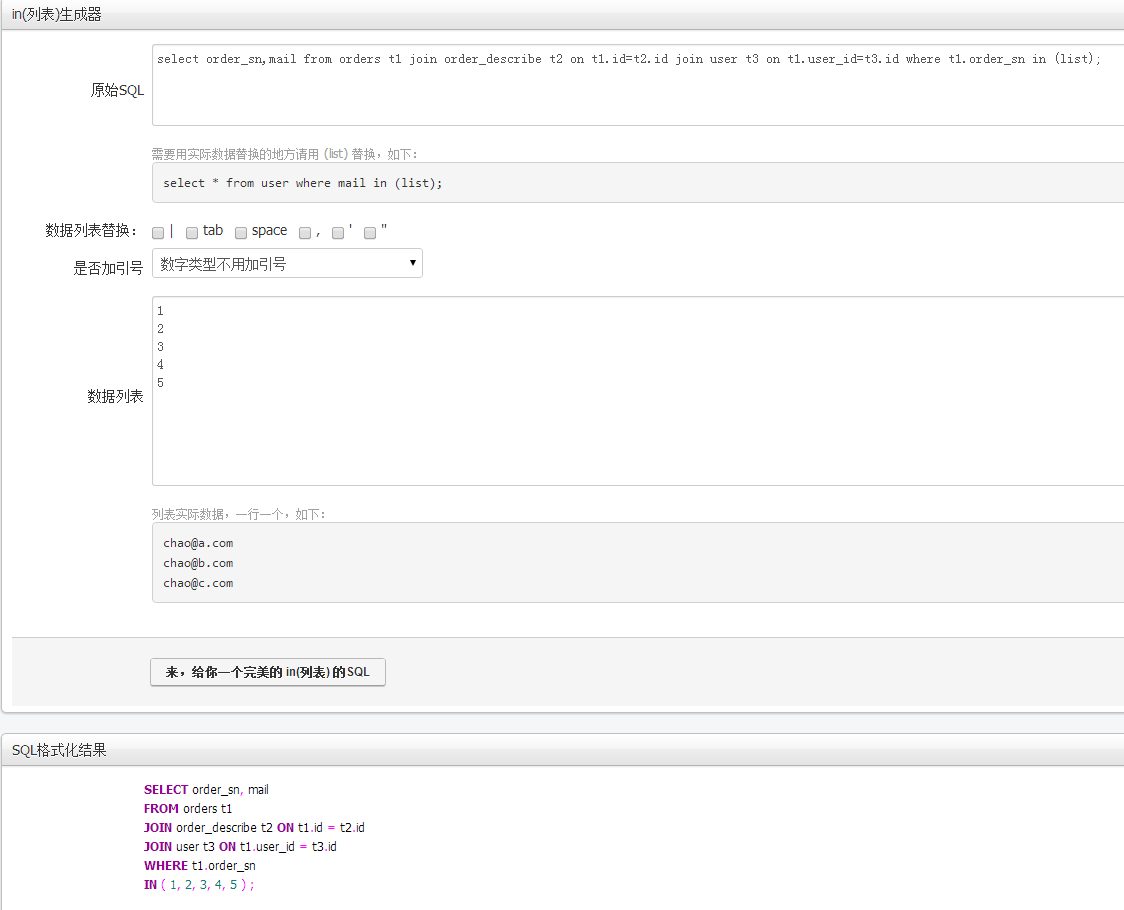 in(列表)生成器
原始SQL
select order_sn,mail from orders t1 join order_describe t2 on t1.id=t2.id join user t3 on t1.user_id=t3.id where t1.order_sn in (list);
需要用实际数据替换的地方请用 (list) 替换，如下：
select * from user where mail in (list);
数据列表替换： | tab space , ' "
是否加引号 数字类型不用加引号
数据列表
1
2
3
4
5
列表实际数据，一行一个，如下：
chao@a.com
chao@b.com
chao@c.com
来，给你一个完美的 in(列表) 的SQL
SQL格式化结果
SELECT order_sn, mail
FROM orders t1
JOIN order_describe t2 ON t1.id = t2.id
JOIN user t3 ON t1.user_id = t3.id
WHERE t1.order_sn
IN ( 1, 2, 3, 4, 5 ) ;